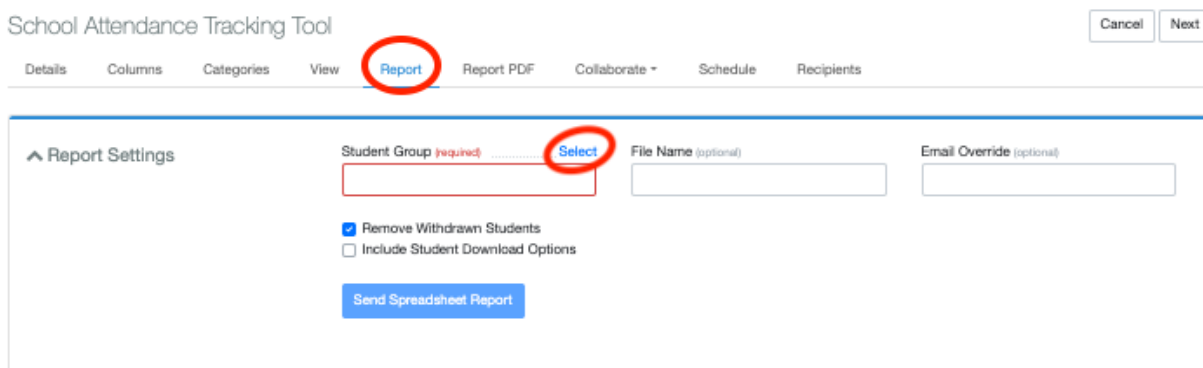 School Attendance Tracking Tool
Cancel
Next
Details Columns Categories View Report Report PDF Collaborate Schedule Recipients
Report Settings
Student Group (required) Select File Name (optional) Email Override (optional)
Remove Withdrawn Students
Include Student Download Options
Send Spreadsheet Report